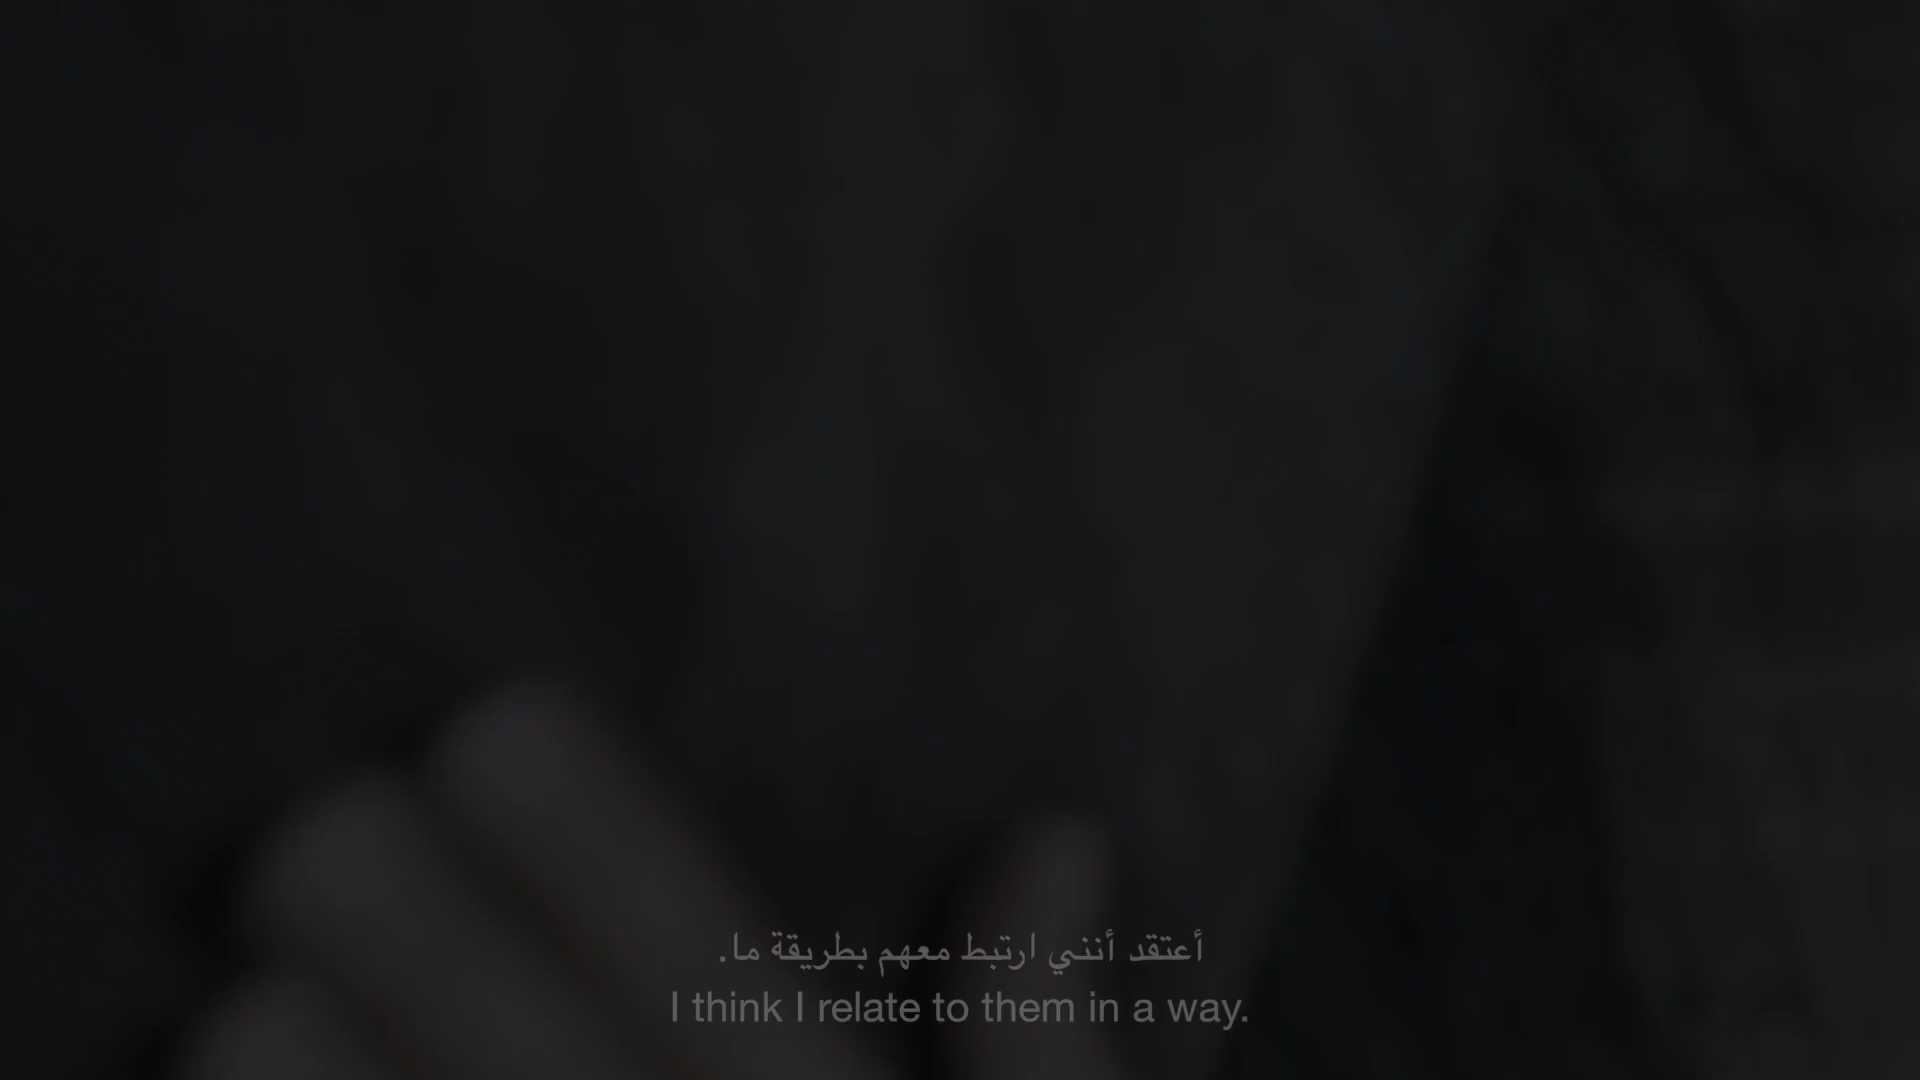 أعتقد أنني ارتبط معهم بطريقة ما.
I think I relate to them in a way.